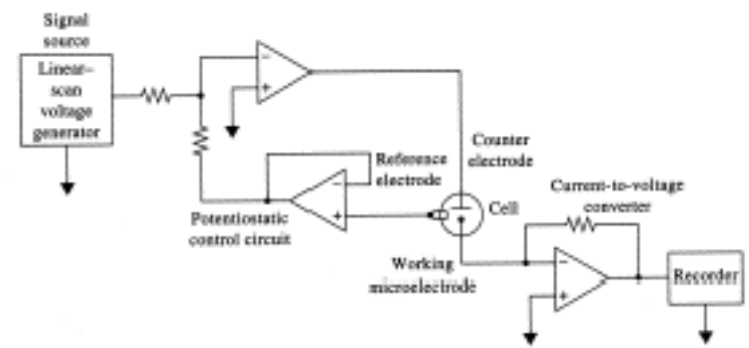 Signal
source
Linear–
scan
voltage
generator
Counter
electrode
Reference
electrode
Potentiostatic
control circuit
Cell
Current-to-voltage
converter
Working
microelectrode
Recorder